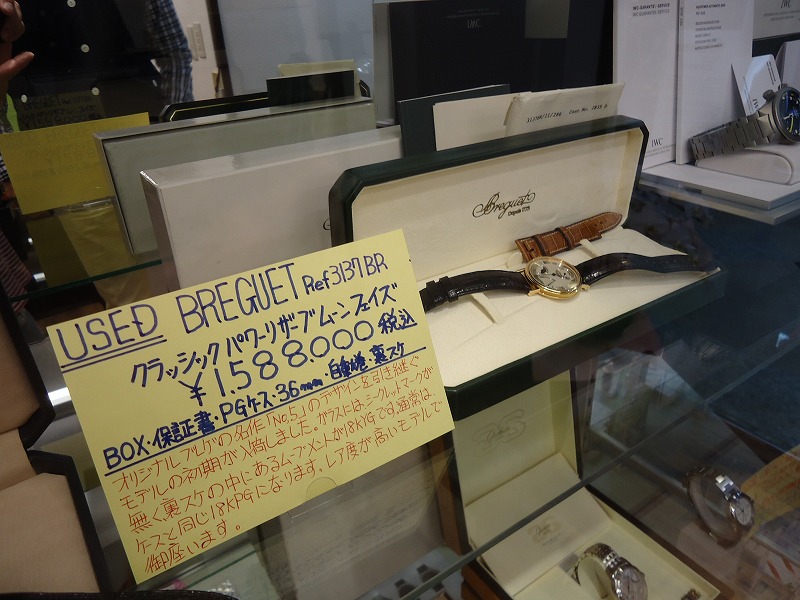 USED BREGUET Ref3137BR
クラッシック パワーリザーブ ムーンフェイズ
¥1.588.000 税込
BOX・保証書・PGケース・36mm・自動巻・裏スケ
オリジナルブレゲの名作「No,5」のデザインを引き継ぐ
モデルの初期が入荷しました。ガラスにはシークレットマークが
無く裏スケの中にあるムーブメントが18KYGです。通常は、
ケースと同じ18KPGになります。レア度が高いモデルで
御座います。
Breguet
Depuis 1775
IWC
IWC
IWC